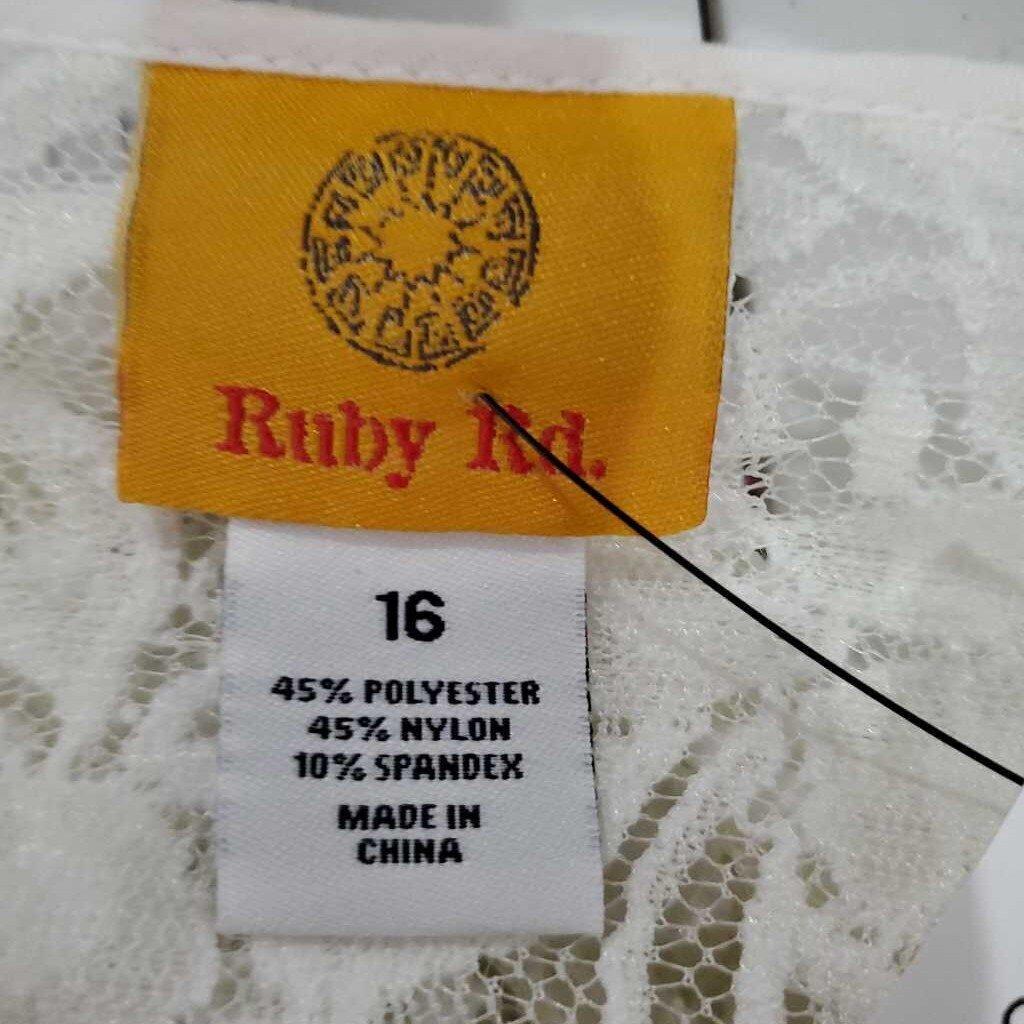 Ruby Rd.
16
45% POLYESTER
45% NYLON
10% SPANDEX
MADE IN
CHINA